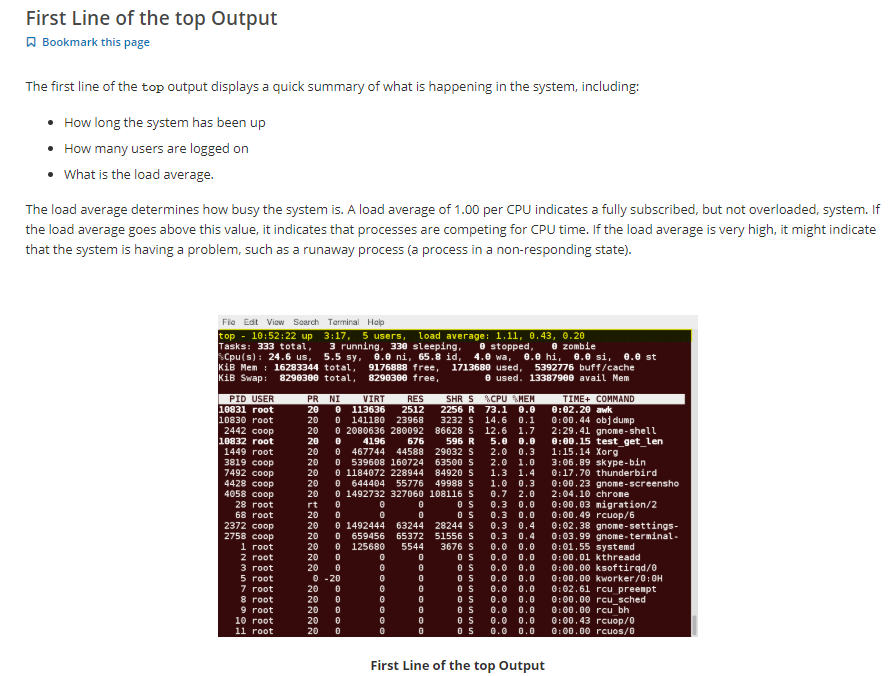 First Line of the top Output
Bookmark this page
The first line of the top output displays a quick summary of what is happening in the system, including:
• How long the system has been up
• How many users are logged on
• What is the load average.
The load average determines how busy the system is. A load average of 1.00 per CPU indicates a fully subscribed, but not overloaded, system. If
the load average goes above this value, it indicates that processes are competing for CPU time. If the load average is very high, it might indicate
that the system is having a problem, such as a runaway process (a process in a non-responding state).
File Edit View Search Terminal Help
top - 10:52:22 up 3:17, 5 users, load average: 1.11, 0.43, 0.20
Tasks: 333 total, 3 running, 330 sleeping, 0 stopped, 0 zombie
%Cpu(s): 24.6 us, 5.5 sy, 0.0 ni, 65.8 id, 4.0 wa, 0.0 hi, 0.0 si, 0.0 st
KiB Mem : 16283344 total, 9176888 free, 1713680 used, 5392776 buff/cache
KiB Swap: 8290300 total, 8290300 free, 0 used. 13387900 avail Mem
PID USER PR NI VIRT RES SHR S %CPU %MEM TIME+ COMMAND
10831 root 20 0 113636 2512 2256 R 73.1 0.0 0:02.20 awk
10830 root 20 0 141180 23968 3232 S 14.6 0.1 0:00.44 objdump
2442 coop 20 0 2080636 280092 86628 S 12.6 1.7 2:29.41 gnome-shell
10832 root 20 0 4196 676 596 R 5.0 0.0 0:00.15 test_get_len
1449 root 20 0 467744 44588 29032 S 2.0 0.3 1:15.14 Xorg
3819 coop 20 0 539608 160724 63500 S 2.0 1.0 3:06.89 skype-bin
7492 coop 20 0 1184072 228944 84920 S 1.3 1.4 0:17.70 thunderbird
4428 coop 20 0 644404 55776 49988 S 1.0 0.3 0:00.23 gnome-screensho
4058 coop 20 0 1492732 327060 108116 S 0.7 2.0 2:04.10 chrome
28 root rt 0 0 0 0 S 0.3 0.0 0:00.03 migration/2
68 root 20 0 0 0 0 S 0.3 0.0 0:00.49 rcuop/6
2372 coop 20 0 1492444 63244 28244 S 0.3 0.4 0:02.38 gnome-settings-
2758 coop 20 0 659456 65372 51556 S 0.3 0.4 0:03.99 gnome-terminal-
1 root 20 0 125680 5544 3676 S 0.0 0.0 0:01.55 systemd
2 root 20 0 0 0 0 S 0.0 0.0 0:00.01 kthreadd
3 root 20 0 0 0 0 S 0.0 0.0 0:00.00 ksoftirqd/0
5 root 0 -20 0 0 0 S 0.0 0.0 0:00.00 kworker/0:0H
7 root 20 0 0 0 0 S 0.0 0.0 0:02.61 rcu_preempt
8 root 20 0 0 0 0 S 0.0 0.0 0:00.00 rcu_sched
9 root 20 0 0 0 0 S 0.0 0.0 0:00.00 rcu_bh
10 root 20 0 0 0 0 S 0.0 0.0 0:00.43 rcuop/0
11 root 20 0 0 0 0 S 0.0 0.0 0:00.00 rcuos/0
First Line of the top Output